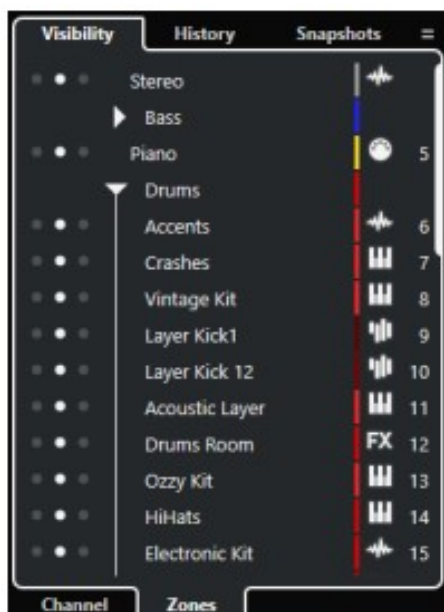 Visibility History Snapshots
Stereo
Bass
Piano 5
Drums
Accents 6
Crashes 7
Vintage Kit 8
Layer Kick1 9
Layer Kick 12 10
Acoustic Layer 11
Drums Room FX 12
Ozzy Kit 13
HiHats 14
Electronic Kit 15
Channel Zones